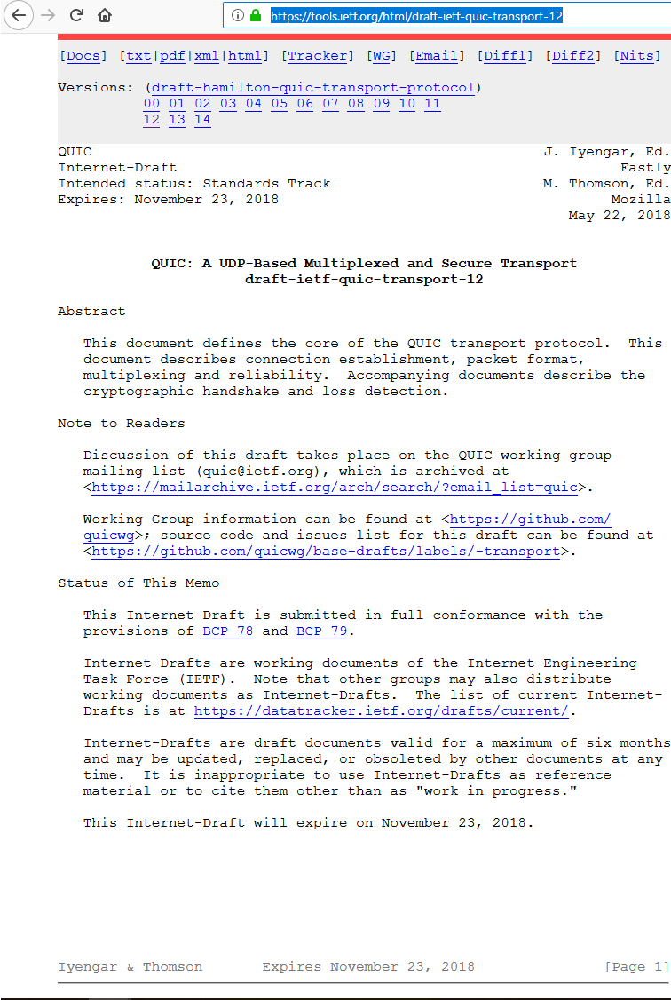 https://tools.ietf.org/html/draft-ietf-quic-transport-12
[Docs] [txt|pdf|xml|html] [Tracker] [WG] [Email] [Diff1] [Diff2] [Nits]
Versions: (draft-hamilton-quic-transport-protocol)
00 01 02 03 04 05 06 07 08 09 10 11
12 13 14
QUIC J. Iyengar, Ed.
Internet-Draft Fastly
Intended status: Standards Track M. Thomson, Ed.
Expires: November 23, 2018 Mozilla
May 22, 2018
QUIC: A UDP-Based Multiplexed and Secure Transport
draft-ietf-quic-transport-12
Abstract
This document defines the core of the QUIC transport protocol. This
document describes connection establishment, packet format,
multiplexing and reliability. Accompanying documents describe the
cryptographic handshake and loss detection.
Note to Readers
Discussion of this draft takes place on the QUIC working group
mailing list (quic@ietf.org), which is archived at
<https://mailarchive.ietf.org/arch/search/?email_list=quic>.
Working Group information can be found at <https://github.com/
quicwg>; source code and issues list for this draft can be found at
<https://github.com/quicwg/base-drafts/labels/-transport>.
Status of This Memo
This Internet-Draft is submitted in full conformance with the
provisions of BCP 78 and BCP 79.
Internet-Drafts are working documents of the Internet Engineering
Task Force (IETF). Note that other groups may also distribute
working documents as Internet-Drafts. The list of current Internet-
Drafts is at https://datatracker.ietf.org/drafts/current/.
Internet-Drafts are draft documents valid for a maximum of six months
and may be updated, replaced, or obsoleted by other documents at any
time. It is inappropriate to use Internet-Drafts as reference
material or to cite them other than as "work in progress."
This Internet-Draft will expire on November 23, 2018.
Iyengar & Thomson Expires November 23, 2018 [Page 1]